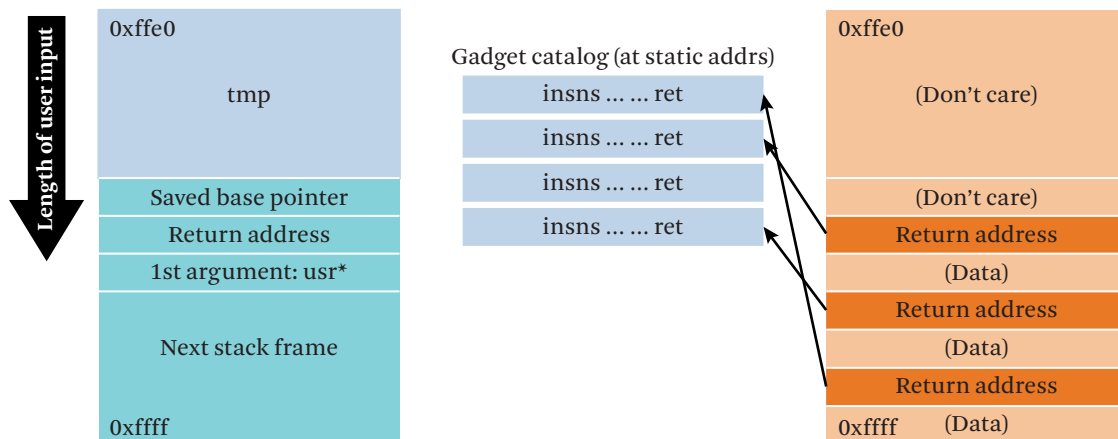 Length of user input
0xffe0
tmp
Saved base pointer
Return address
1st argument: usr*
Next stack frame
0xffff
Gadget catalog (at static addrs)
insns ... ... ret
insns ... ... ret
insns ... ... ret
insns ... ... ret
0xffe0
(Don’t care)
(Don’t care)
Return address
(Data)
Return address
(Data)
Return address
(Data)
0xffff